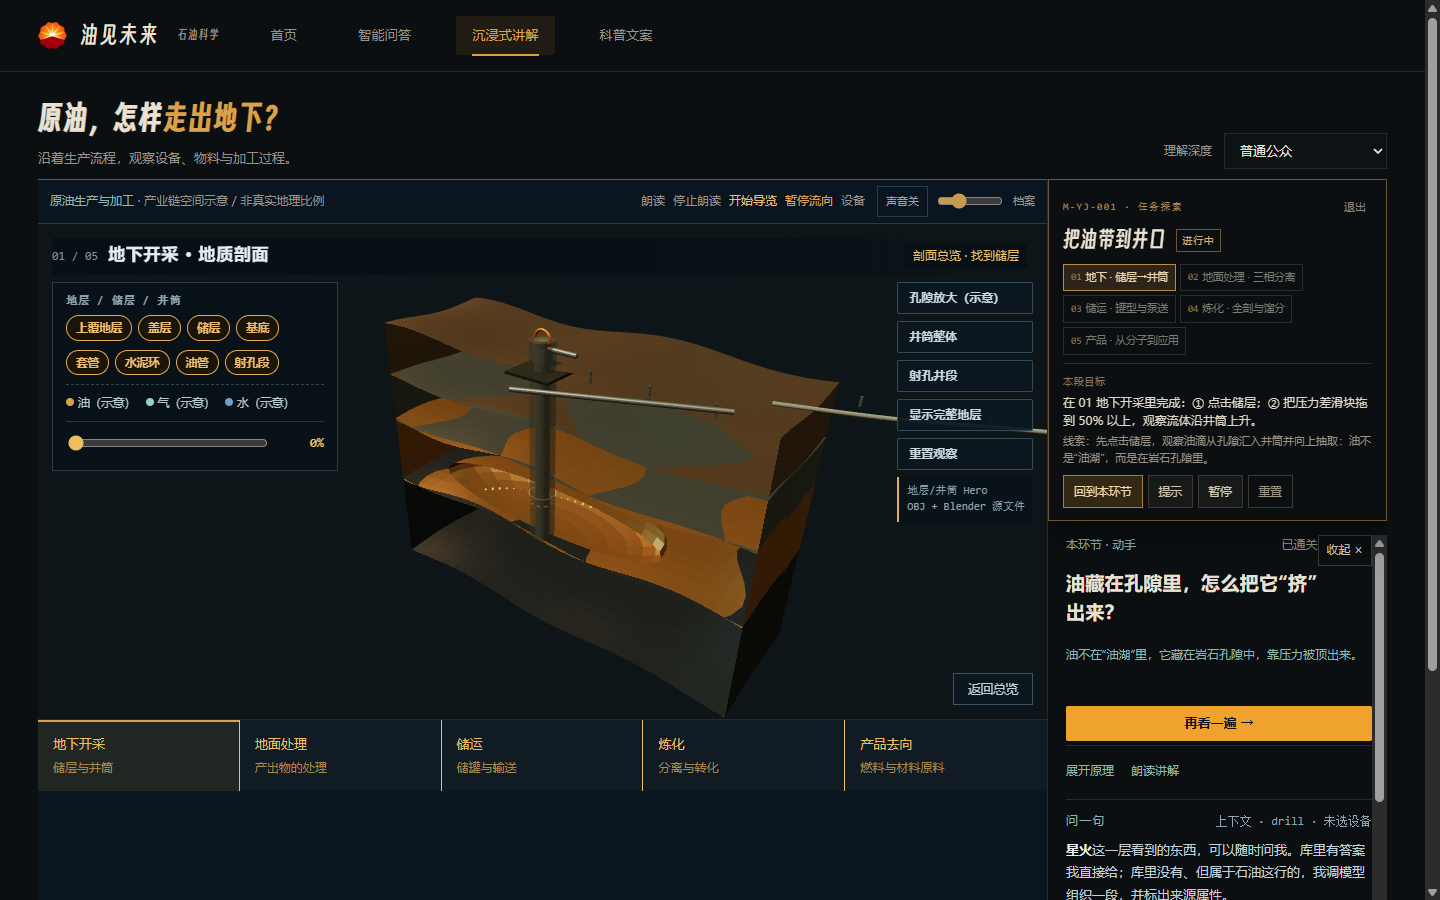 油见未来 石油科学 首页 智能问答 沉浸式讲解 科普文案
原油，怎样走出地下？
沿着生产流程，观察设备、物料与加工过程。
理解深度 普通公众
原油生产与加工 · 产业链空间示意 / 非真实地理比例
朗读 停止朗读 开始导览 暂停流向 设备 声音关 档案
01 / 05 地下开采 • 地质剖面
剖面总览 · 找到储层
地层 / 储层 / 井筒
上覆地层 盖层 储层 基底
套管 水泥环 油管 射孔段
油（示意） 气（示意） 水（示意）
0%
孔隙放大（示意）
井筒整体
射孔井段
显示完整地层
重置观察
地层/井筒 Hero
OBJ + Blender 源文件
返回总览
地下开采
储层与井筒
地面处理
产出物的处理
储运
储罐与输送
炼化
分离与转化
产品去向
燃料与材料原料
M-YJ-001 · 任务探索 退出
把油带到井口 进行中
01 地下 · 储层→井筒 02 地面处理 · 三相分离
03 储运 · 罐型与泵送 04 炼化 · 全剖与馏分
05 产品 · 从分子到应用
本段目标
在 01 地下开采里完成：① 点击储层；② 把压力差滑块拖
到 50% 以上，观察流体沿井筒上升。
线索：先点击储层，观察油滴从孔隙汇入井筒并向上抽取：油不
是“油湖”，而是在岩石孔隙里。
回到本环节 提示 暂停 重置
本环节 · 动手 已通关 收起 ×
油藏在孔隙里，怎么把它“挤”
出来？
油不在“油湖”里，它藏在岩石孔隙中，靠压力被顶出来。
再看一遍 →
展开原理 朗读讲解
问一句 上下文 · drill · 未选设备
星火这一层看到的东西，可以随时问我。库里有答案
我直接给；库里没有、但属于石油这行的，我调模型
组织一段，并标出来源属性。